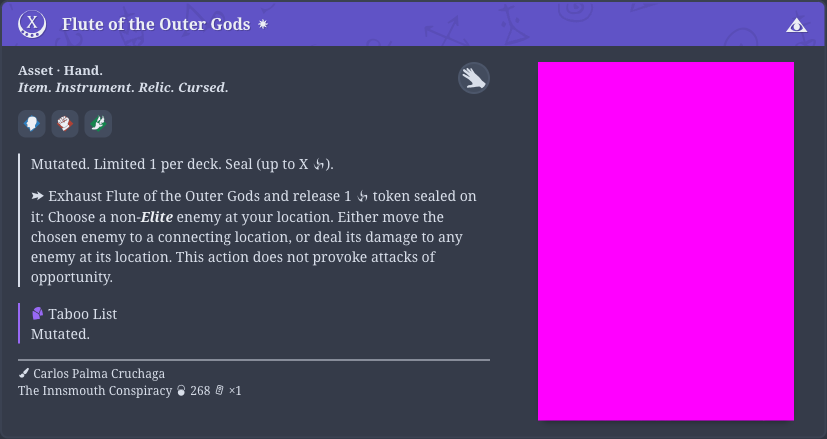 X Flute of the Outer Gods
Asset · Hand.
Item. Instrument. Relic. Cursed.
Mutated. Limited 1 per deck. Seal (up to X ).
Exhaust Flute of the Outer Gods and release 1 token sealed on
it: Choose a non-Elite enemy at your location. Either move the
chosen enemy to a connecting location, or deal its damage to any
enemy at its location. This action does not provoke attacks of
opportunity.
Taboo List
Mutated.
Carlos Palma Cruchaga
The Innsmouth Conspiracy 268 ×1